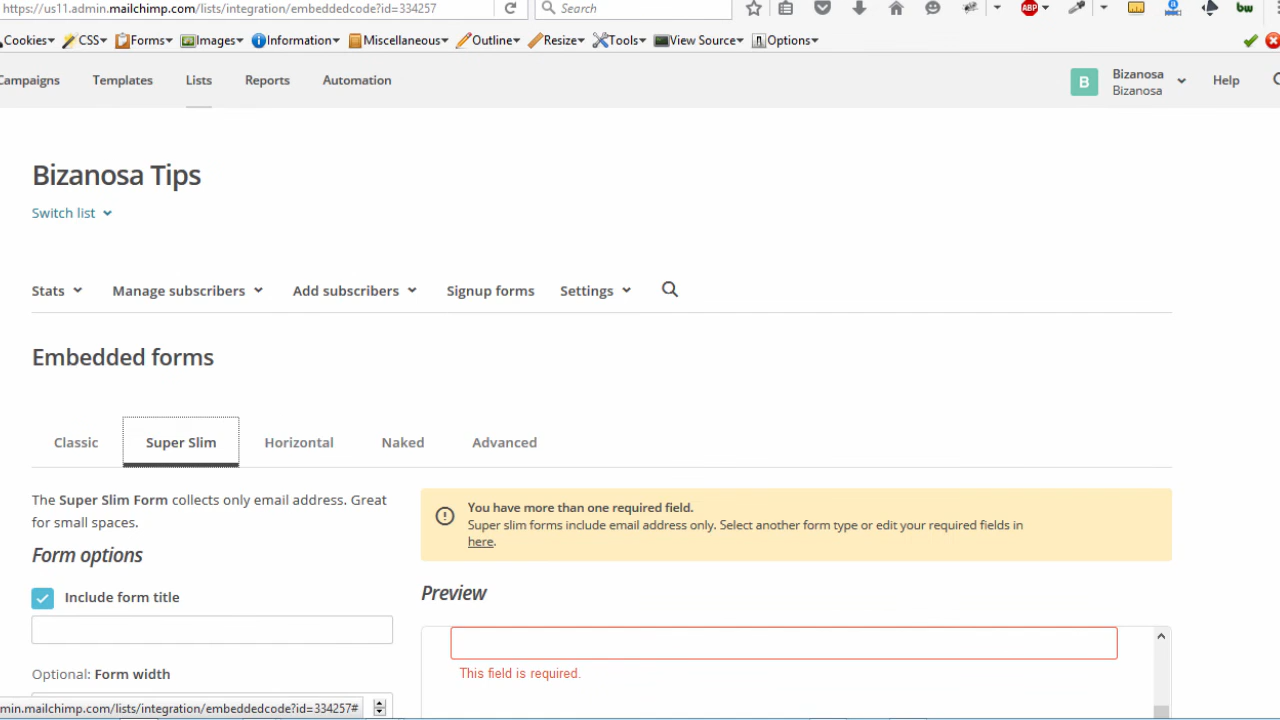 https://us11.admin.mailchimp.com/lists/integration/embeddedcode?id=334257
Search
ABP
bw
Cookies CSS Forms Images Information Miscellaneous Outline Resize Tools View Source Options
Campaigns Templates Lists Reports Automation
B Bizanosa Help
Bizanosa
Bizanosa Tips
Switch list
Stats Manage subscribers Add subscribers Signup forms Settings
Embedded forms
Classic Super Slim Horizontal Naked Advanced
The Super Slim Form collects only email address. Great
for small spaces.
You have more than one required field.
Super slim forms include email address only. Select another form type or edit your required fields in
here.
Form options
Include form title
Preview
This field is required.
Optional: Form width
min.mailchimp.com/lists/integration/embeddedcode?id=334257#